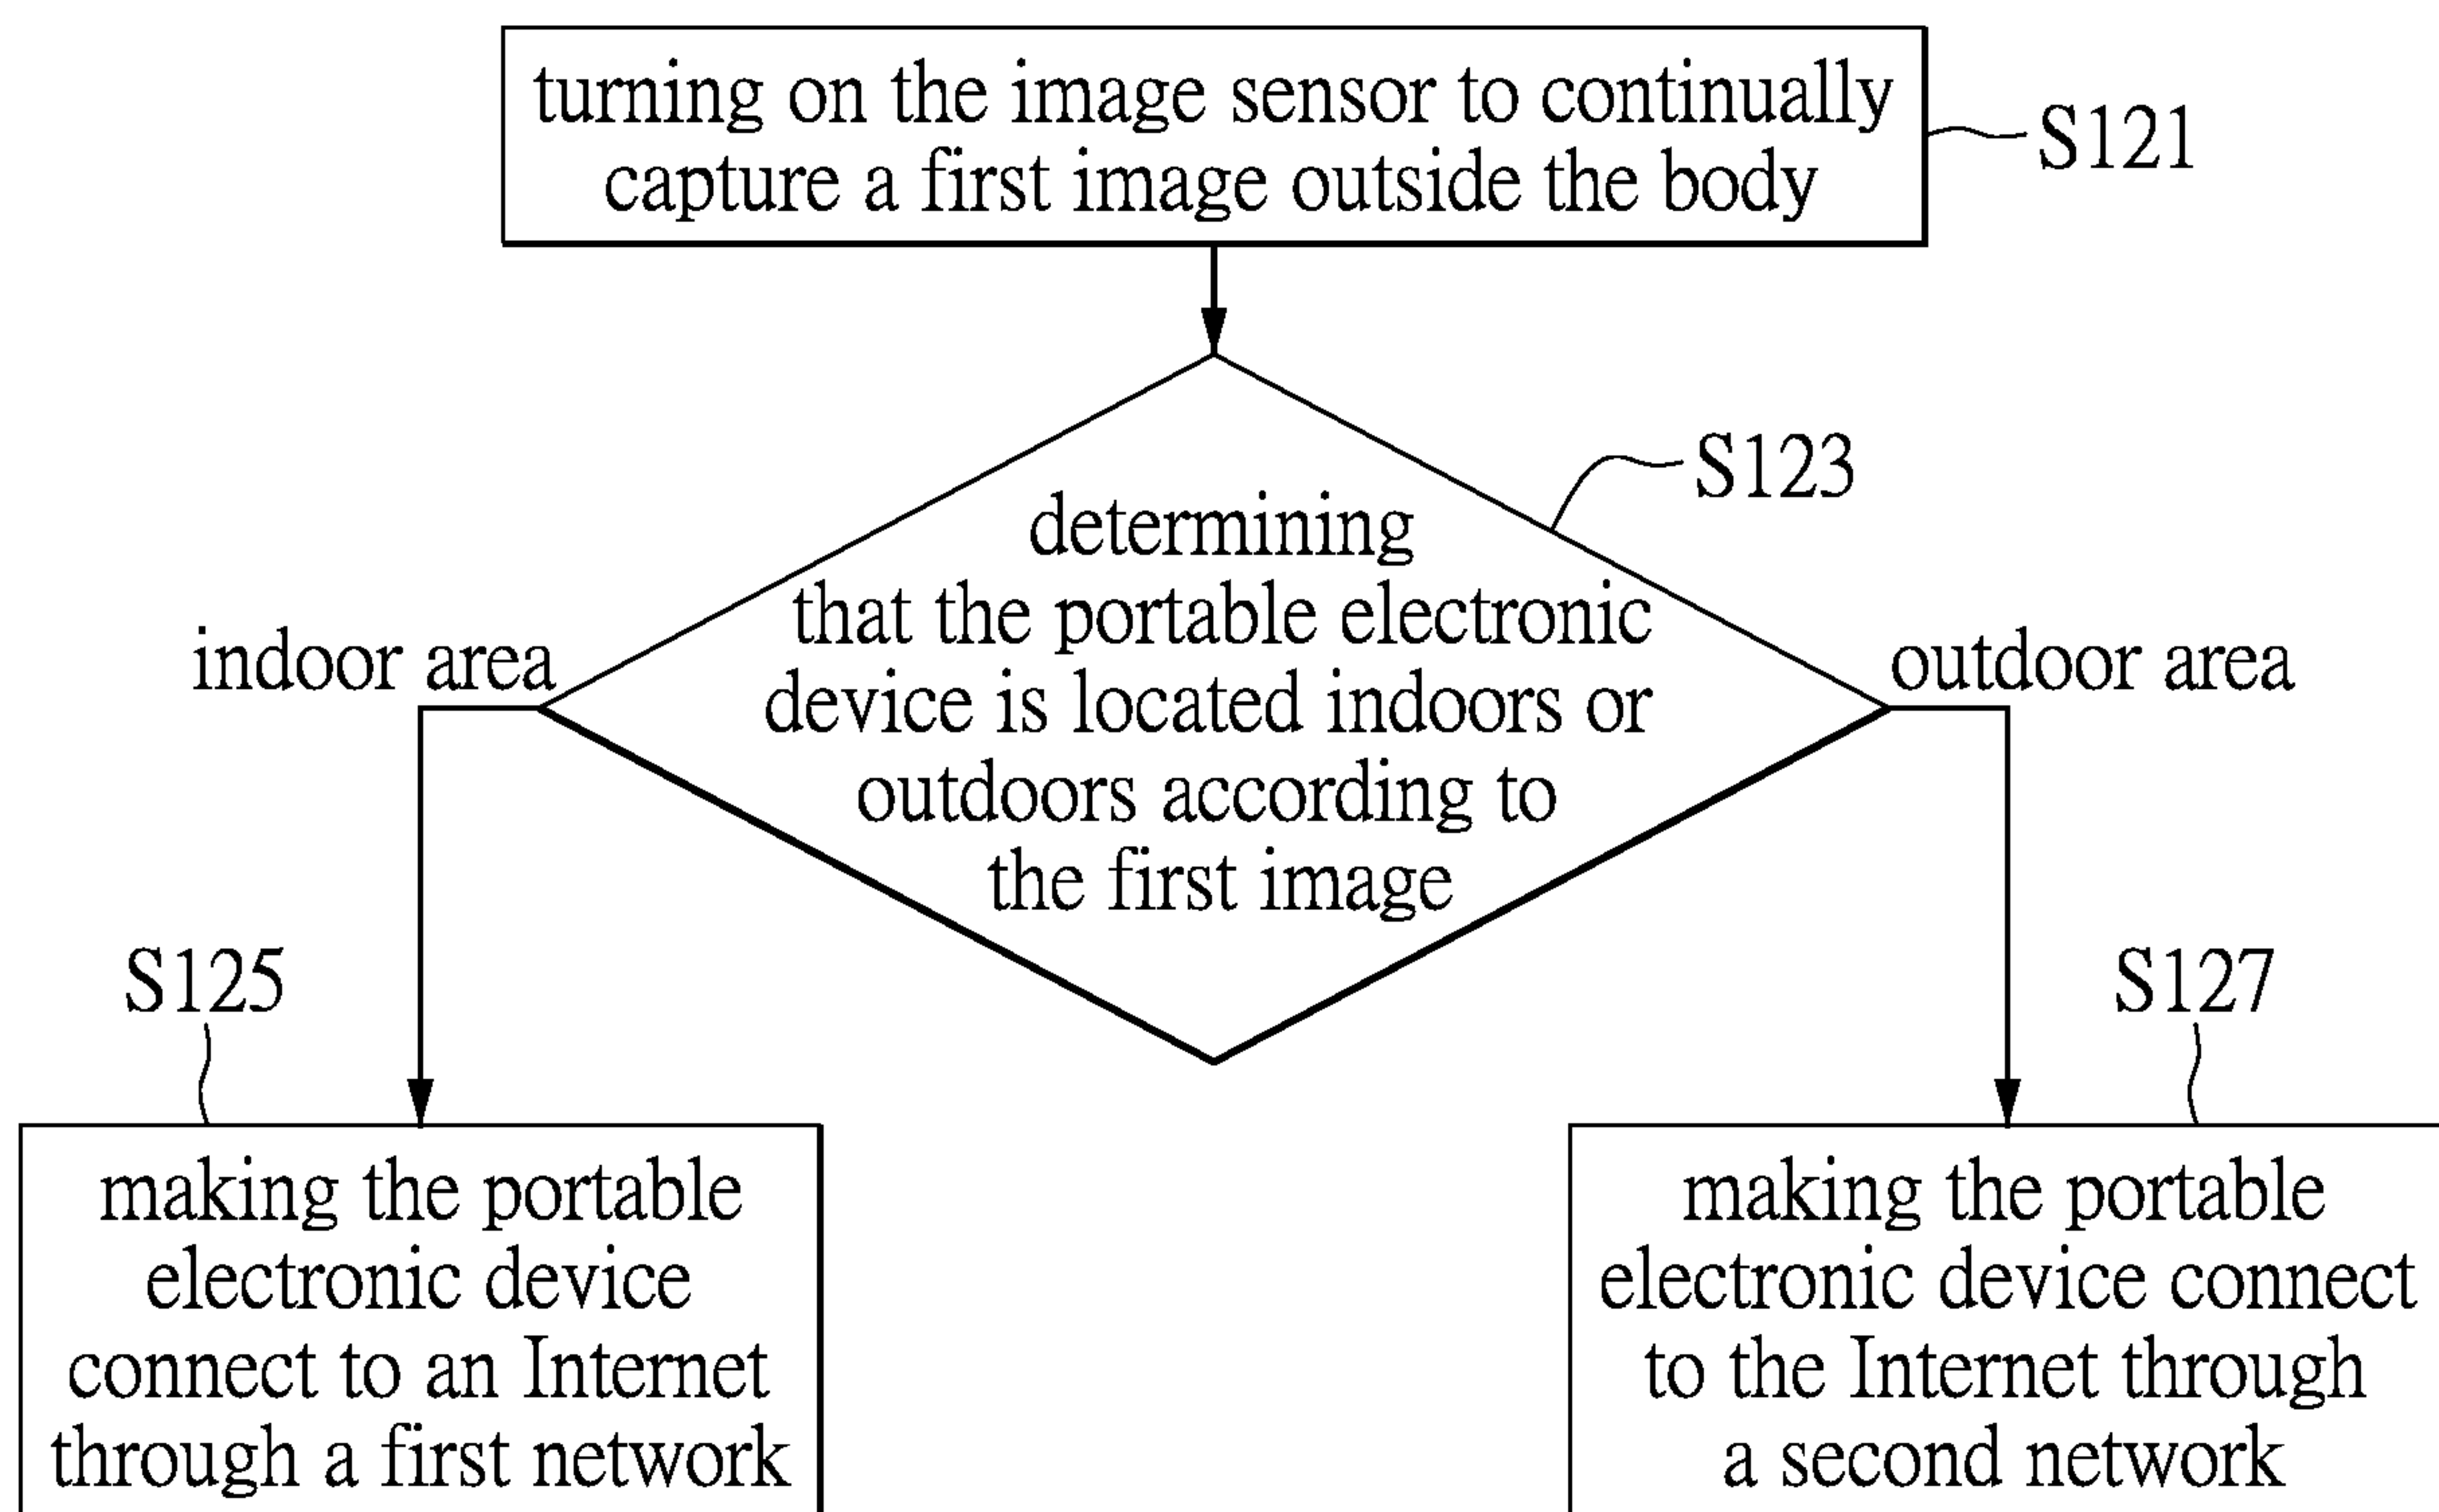 turning on the image sensor to continually
capture a first image outside the body
S121
S123
determining
that the portable electronic
device is located indoors or
outdoors according to
the first image
indoor area
outdoor area
S125
making the portable
electronic device
connect to an Internet
through a first network
S127
making the portable
electronic device connect
to the Internet through
a second network